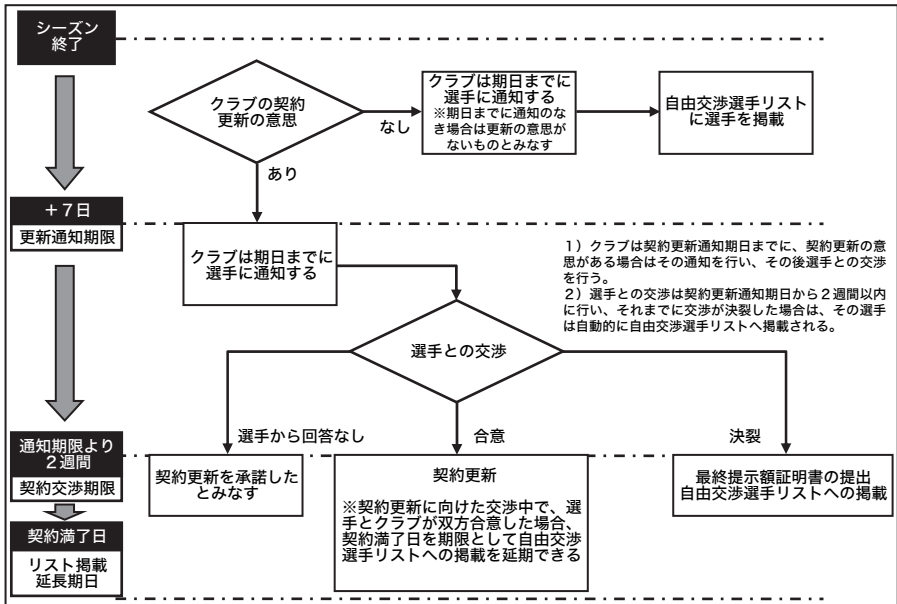 シーズン
終了
クラブの契約
更新の意思
なし
あり
クラブは期日までに
選手に通知する
※期日までに通知のな
き場合は更新の意思が
ないものとみなす
自由交渉選手リスト
に選手を掲載
＋７日
更新通知期限
クラブは期日までに
選手に通知する
１）クラブは契約更新通知期日までに、契約更新の意
思がある場合はその通知を行い、その後選手との交渉
を行う。
２）選手との交渉は契約更新通知期日から２週間以内
に行い、それまでに交渉が決裂した場合は、その選手
は自動的に自由交渉選手リストへ掲載される。
選手との交渉
選手から回答なし
合意
決裂
通知期限より
２週間
契約交渉期限
契約更新を承諾した
とみなす
契約更新
※契約更新に向けた交渉中で、選
手とクラブが双方合意した場合、
契約満了日を期限として自由交渉
選手リストへの掲載を延期できる
最終提示額証明書の提出
自由交渉選手リストへの掲載
契約満了日
リスト掲載
延長期日